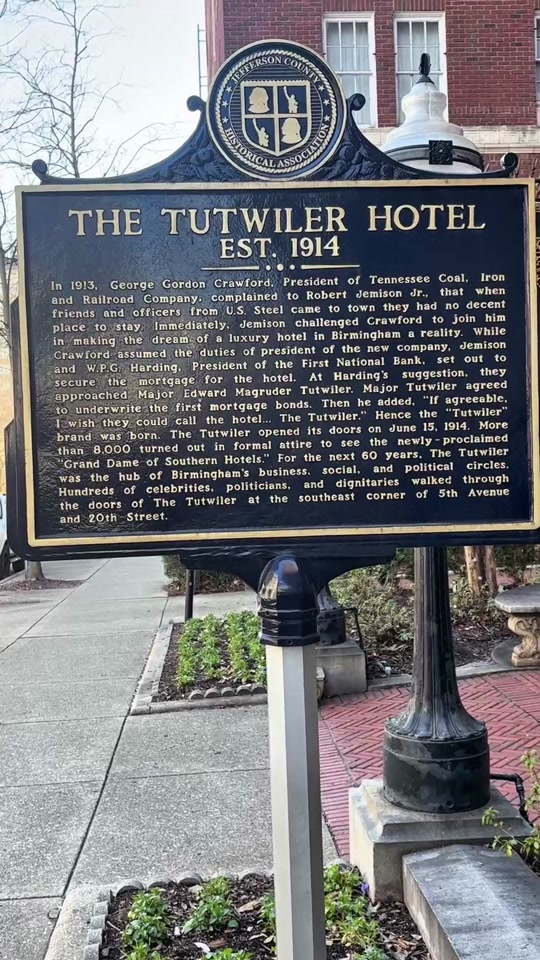 JEFFERSON COUNTY
HISTORICAL ASSOCIATION
THE TUTWILER HOTEL
EST. 1914
In 1913, George Gordon Crawford, President of Tennessee Coal, Iron
and Railroad Company, complained to Robert Jemison Jr., that when
friends and officers from U.S. Steel came to town they had no decent
place to stay. Immediately, Jemison challenged Crawford to join him
in making the dream of a luxury hotel in Birmingham a reality. While
Crawford assumed the duties of president of the new company, Jemison
and W.P.G. Harding, President of the First National Bank, set out to
secure the mortgage for the hotel. At Harding's suggestion, they
approached Major Edward Magruder Tutwiler. Major Tutwiler agreed
to underwrite the first mortgage bonds. Then he added, "If agreeable,
I wish they could call the hotel... The Tutwiler." Hence the "Tutwiler"
brand was born. The Tutwiler opened its doors on June 15, 1914. More
than 8,000 turned out in formal attire to see the newly-proclaimed
"Grand Dame of Southern Hotels." For the next 60 years, The Tutwiler
was the hub of Birmingham's business, social, and political circles.
Hundreds of celebrities, politicians, and dignitaries walked through
the doors of The Tutwiler at the southeast corner of 5th Avenue
and 20th Street.